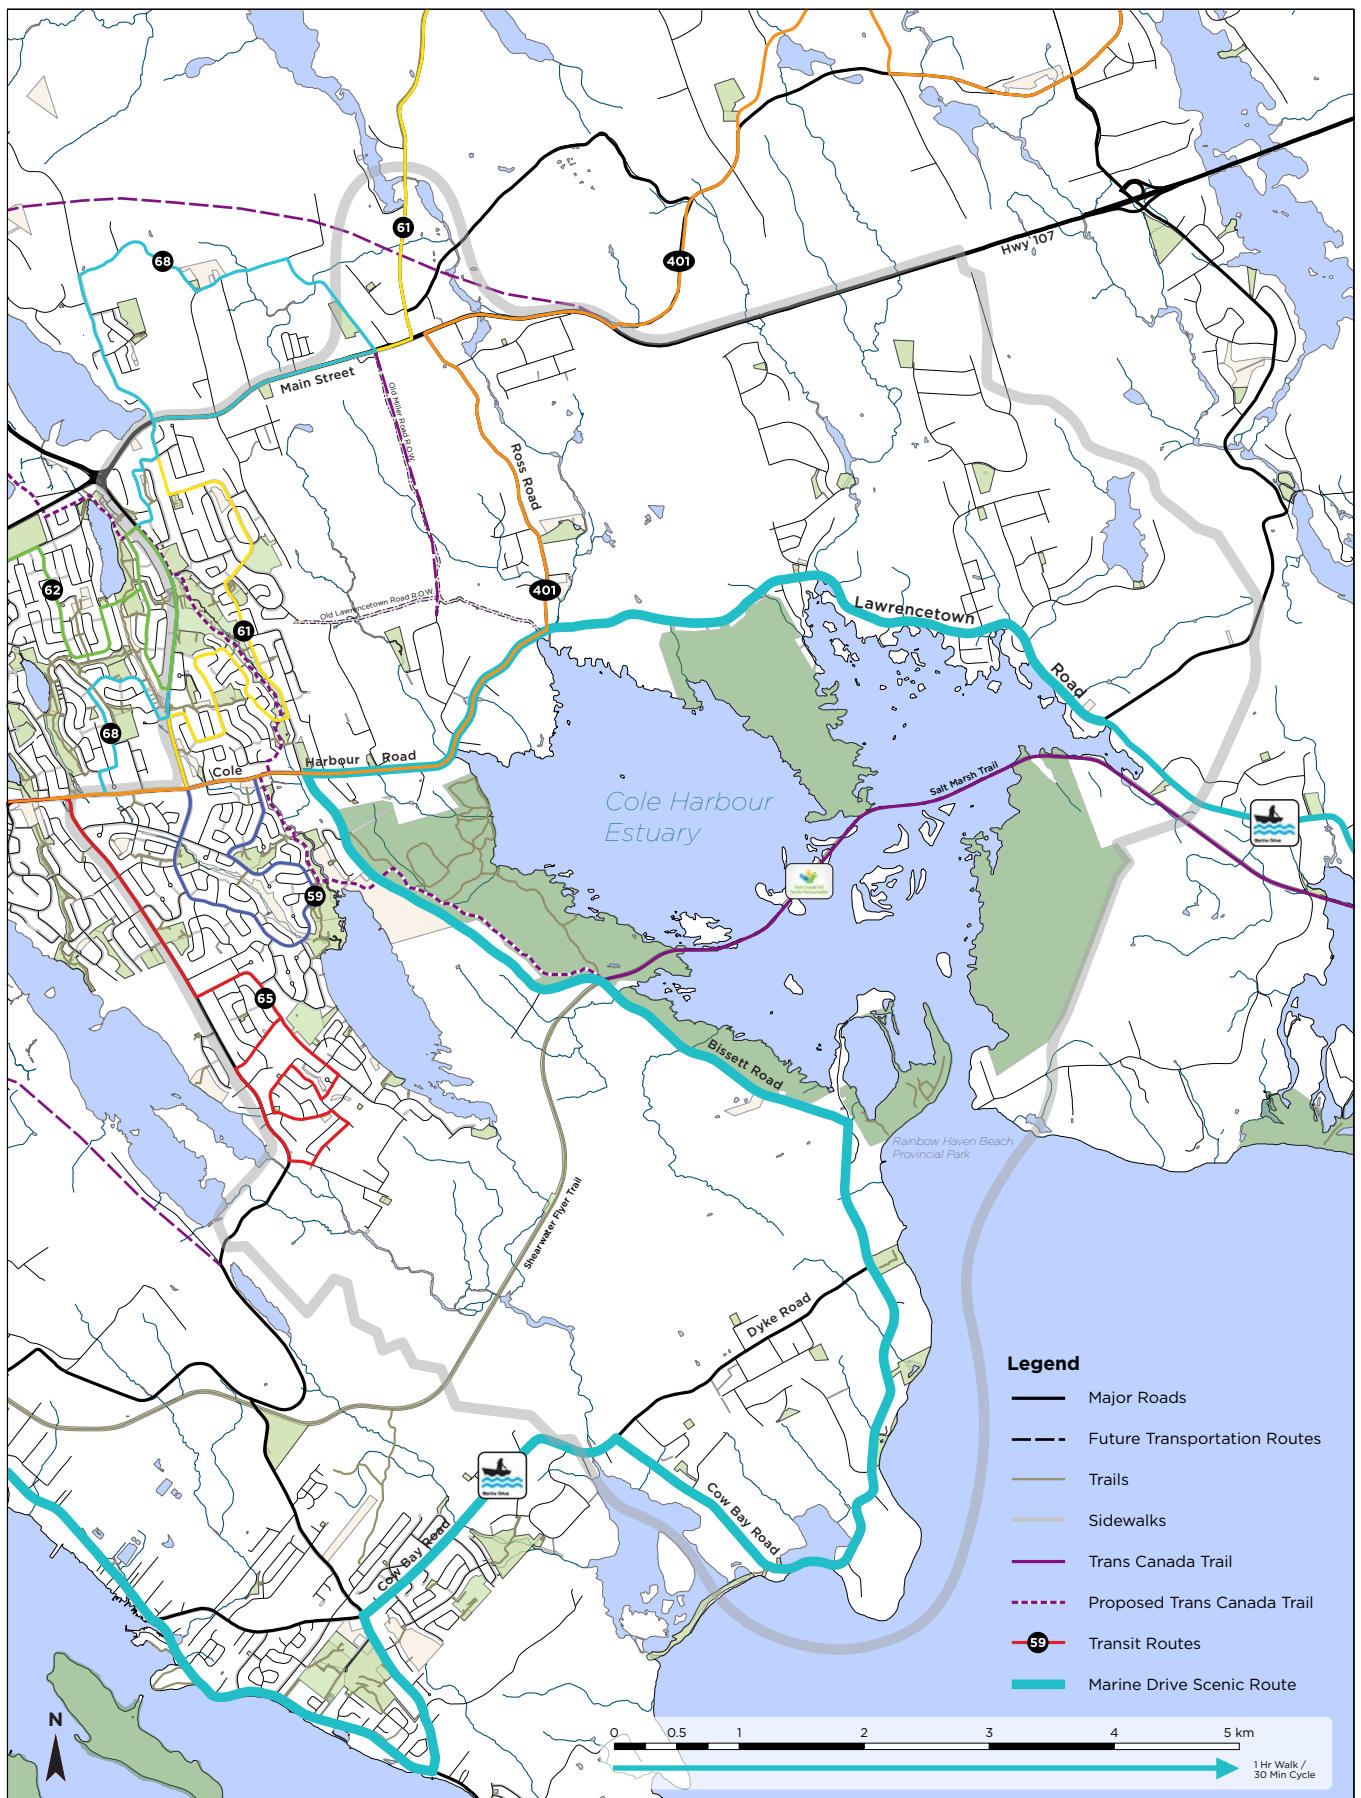 61
68
401
Hwy 107
Main Street
Old Miller Road R.O.W.
Ross Road
62
401
Old Lawrencetown Road R.O.W.
61
Lawrencetown
Road
68
Cole
Harbour Road
Salt Marsh Trail
Cole Harbour
Estuary
Marine Drive
59
65
Bissett Road
Rainbow Haven Beach
Provincial Park
Shearwater Flyer Trail
Dyke Road
Cow Bay Road
Marine Drive
Cow Bay Road
Legend
Major Roads
Future Transportation Routes
Trails
Sidewalks
Trans Canada Trail
Proposed Trans Canada Trail
59 Transit Routes
Marine Drive Scenic Route
N
0 0.5 1 2 3 4 5 km
1 Hr Walk /
30 Min Cycle